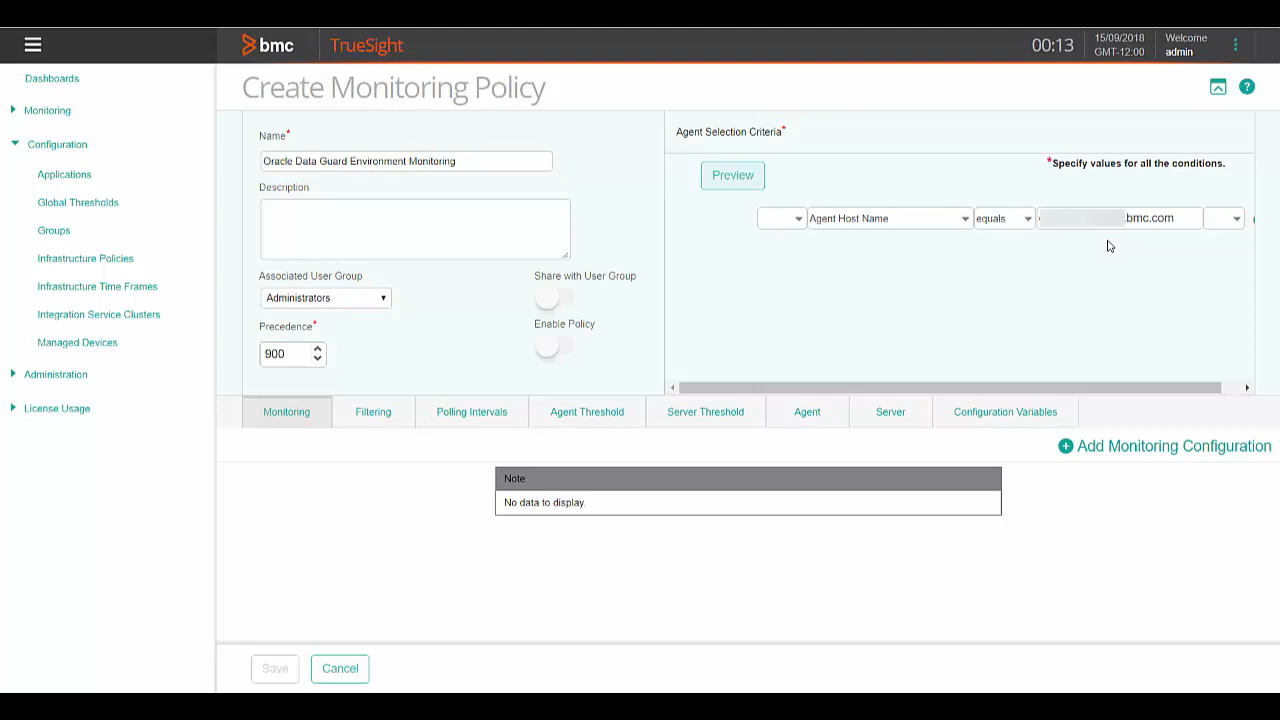 bmc TrueSight 00:13 15/09/2018 GMT-12:00 Welcome admin
Create Monitoring Policy
Dashboards
Monitoring
Configuration
Applications
Global Thresholds
Groups
Infrastructure Policies
Infrastructure Time Frames
Integration Service Clusters
Managed Devices
Administration
License Usage
Name*
Oracle Data Guard Environment Monitoring
Description
Associated User Group
Administrators
Share with User Group
Precedence*
900
Enable Policy
Agent Selection Criteria*
*Specify values for all the conditions.
Preview
Agent Host Name equals .bmc.com
Monitoring Filtering Polling Intervals Agent Threshold Server Threshold Agent Server Configuration Variables
Add Monitoring Configuration
Note
No data to display.
Save Cancel